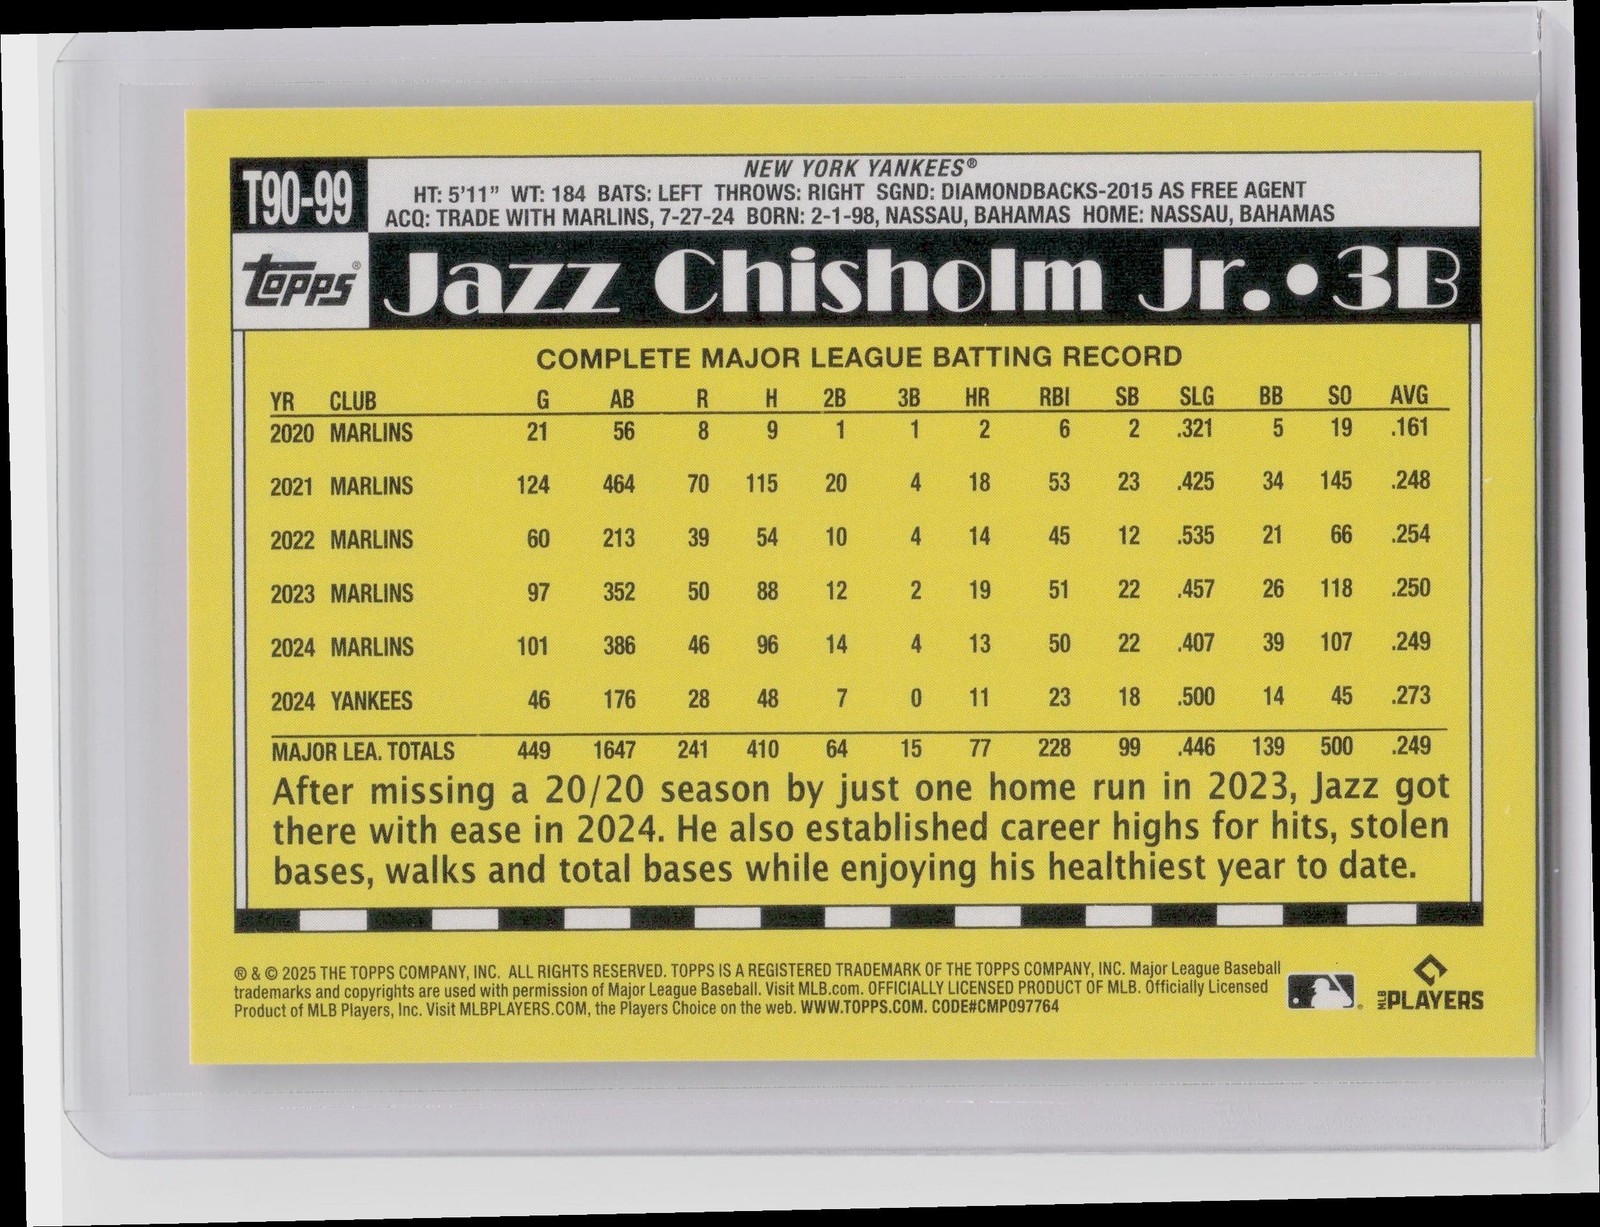 T90-99
NEW YORK YANKEES®
HT: 5'11" WT: 184 BATS: LEFT THROWS: RIGHT SGND: DIAMONDBACKS-2015 AS FREE AGENT
ACQ: TRADE WITH MARLINS, 7-27-24 BORN: 2-1-98, NASSAU, BAHAMAS HOME: NASSAU, BAHAMAS
topps®
Jazz Chisholm Jr. • 3B
COMPLETE MAJOR LEAGUE BATTING RECORD
YR CLUB G AB R H 2B 3B HR RBI SB SLG BB SO AVG
2020 MARLINS 21 56 8 9 1 1 2 6 2 .321 5 19 .161
2021 MARLINS 124 464 70 115 20 4 18 53 23 .425 34 145 .248
2022 MARLINS 60 213 39 54 10 4 14 45 12 .535 21 66 .254
2023 MARLINS 97 352 50 88 12 2 19 51 22 .457 26 118 .250
2024 MARLINS 101 386 46 96 14 4 13 50 22 .407 39 107 .249
2024 YANKEES 46 176 28 48 7 0 11 23 18 .500 14 45 .273
MAJOR LEA. TOTALS 449 1647 241 410 64 15 77 228 99 .446 139 500 .249
After missing a 20/20 season by just one home run in 2023, Jazz got
there with ease in 2024. He also established career highs for hits, stolen
bases, walks and total bases while enjoying his healthiest year to date.
® & © 2025 THE TOPPS COMPANY, INC. ALL RIGHTS RESERVED. TOPPS IS A REGISTERED TRADEMARK OF THE TOPPS COMPANY, INC. Major League Baseball
trademarks and copyrights are used with permission of Major League Baseball. Visit MLB.com. OFFICIALLY LICENSED PRODUCT OF MLB. Officially Licensed
Product of MLB Players, Inc. Visit MLBPLAYERS.COM, the Players Choice on the web. WWW.TOPPS.COM. CODE#CMP097764
MLB PLAYERS